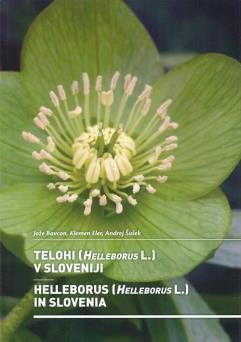 Jože Bavcon, Klemen Eler, Andrej Šušek
TELOHI (HELLEBORUS L.)
V SLOVENIJI
HELLEBORUS (HELLEBORUS L.)
IN SLOVENIA